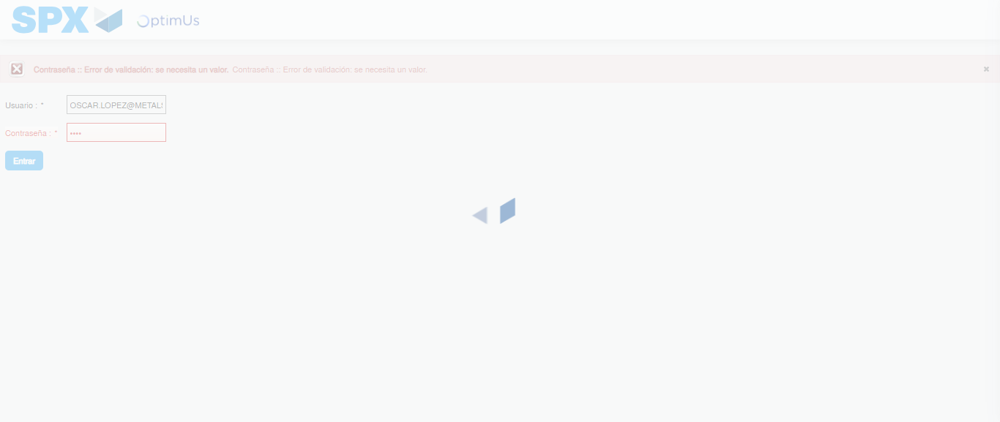 SPX OptimUs
Contraseña :: Error de validación: se necesita un valor. Contraseña :: Error de validación: se necesita un valor.
Usuario : * OSCAR.LOPEZ@METAL
Contraseña : * ••••
Entrar